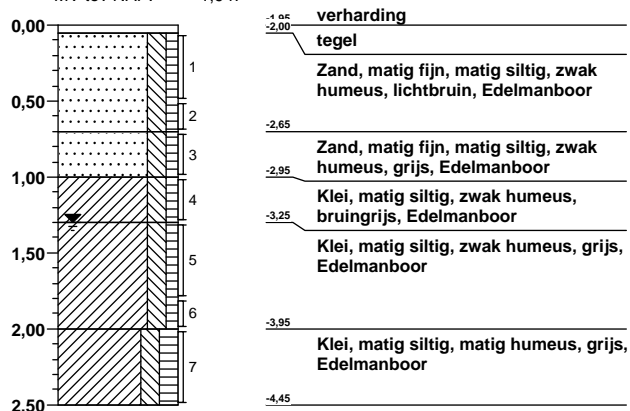 0,00
0,50
1,00
1,50
2,00
2,50
1
2
3
4
5
6
7
-1,95
-2,00
-2,65
-2,95
-3,25
-3,95
-4,45
verharding
tegel
Zand, matig fijn, matig siltig, zwak
humeus, lichtbruin, Edelmanboor
Zand, matig fijn, matig siltig, zwak
humeus, grijs, Edelmanboor
Klei, matig siltig, zwak humeus,
bruingrijs, Edelmanboor
Klei, matig siltig, zwak humeus, grijs,
Edelmanboor
Klei, matig siltig, matig humeus, grijs,
Edelmanboor